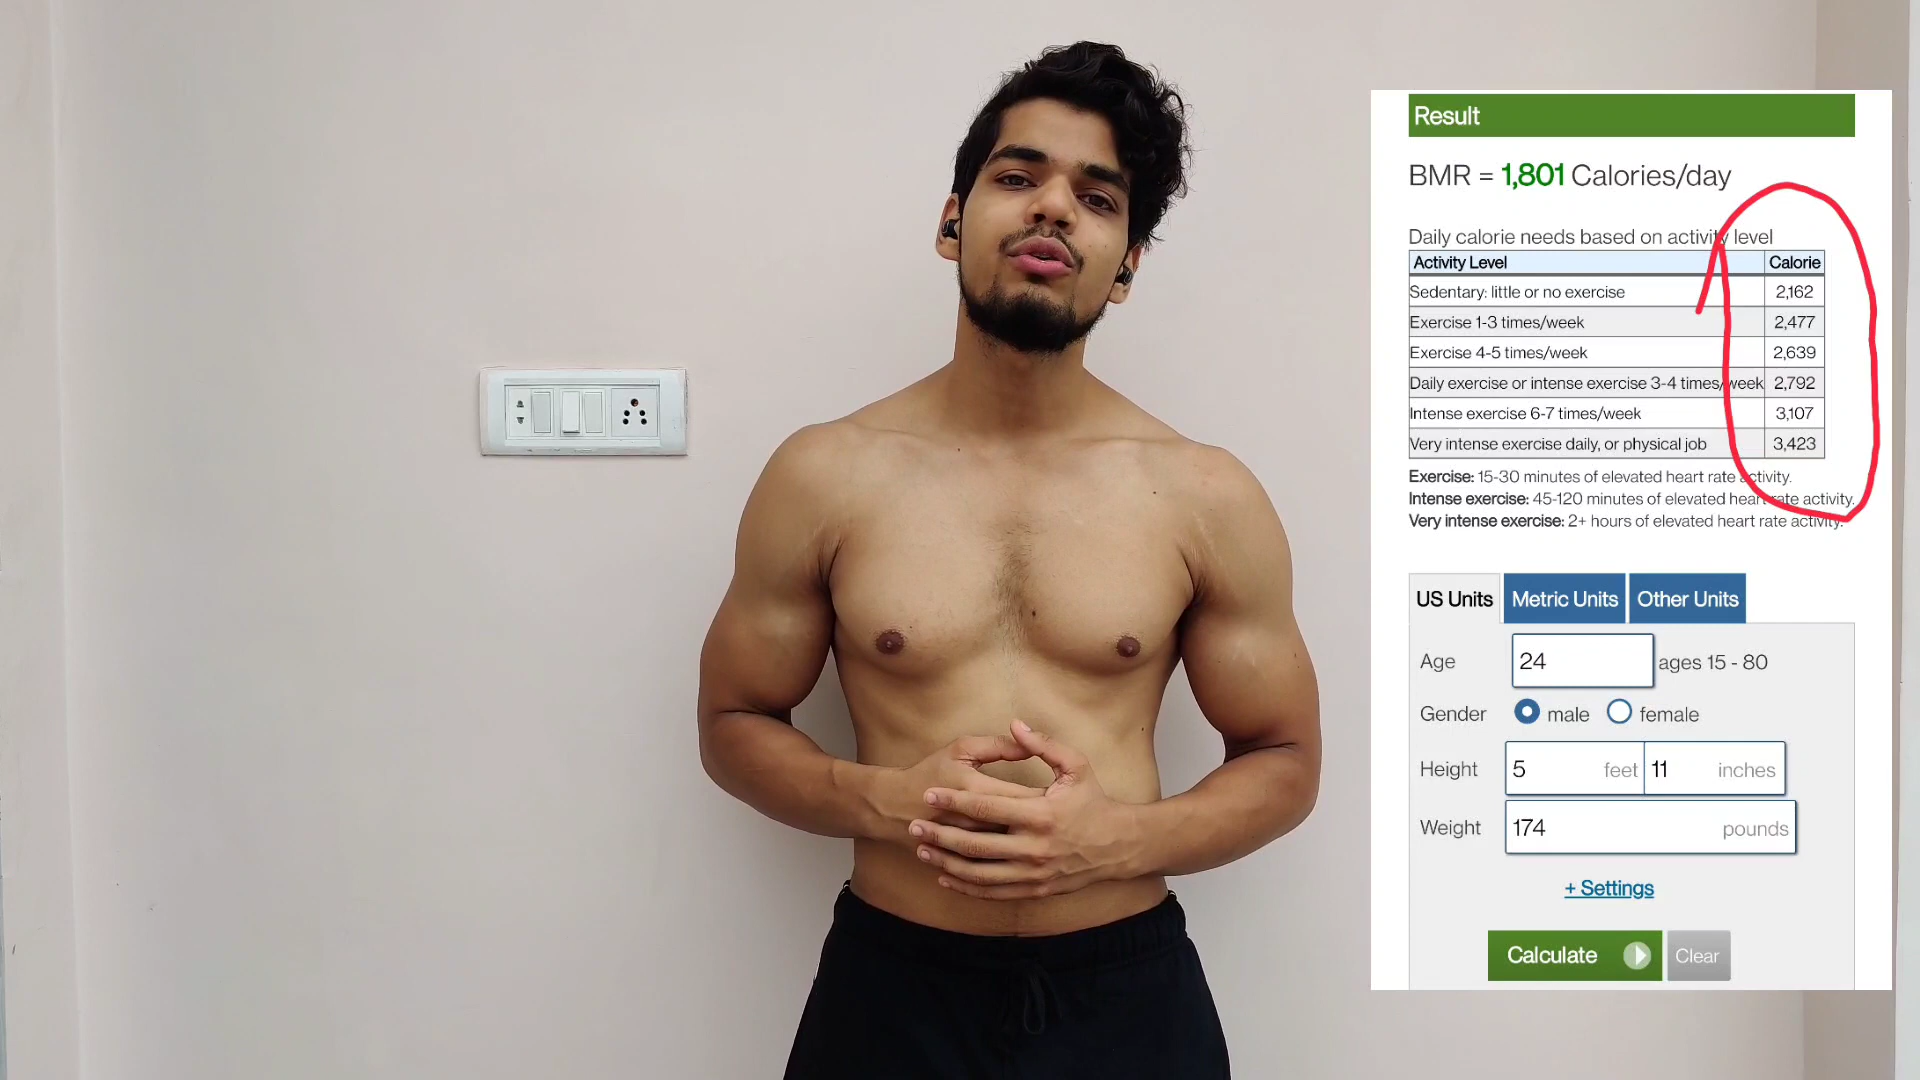 Result
BMR = 1,801 Calories/day
Daily calorie needs based on activity level
Activity Level Calorie
Sedentary: little or no exercise 2,162
Exercise 1-3 times/week 2,477
Exercise 4-5 times/week 2,639
Daily exercise or intense exercise 3-4 times/week 2,792
Intense exercise 6-7 times/week 3,107
Very intense exercise daily, or physical job 3,423
Exercise: 15-30 minutes of elevated heart rate activity.
Intense exercise: 45-120 minutes of elevated heart rate activity.
Very intense exercise: 2+ hours of elevated heart rate activity.
US Units Metric Units Other Units
Age 24 ages 15 - 80
Gender male female
Height 5 feet 11 inches
Weight 174 pounds
+ Settings
Calculate Clear